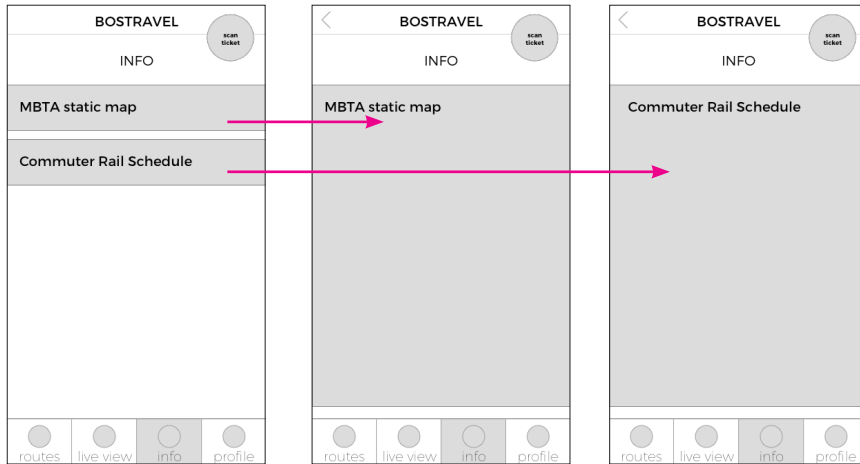 BOSTRAVEL
scan
ticket
INFO
MBTA static map
Commuter Rail Schedule
routes
live view
info
profile
BOSTRAVEL
scan
ticket
INFO
MBTA static map
routes
live view
info
profile
BOSTRAVEL
scan
ticket
INFO
Commuter Rail Schedule
routes
live view
info
profile